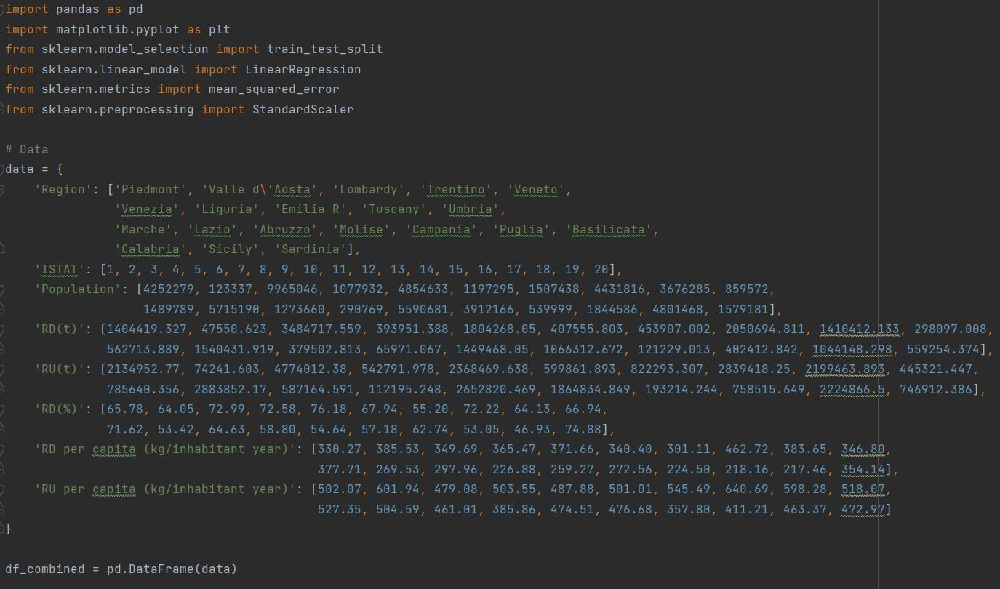 import pandas as pd
import matplotlib.pyplot as plt
from sklearn.model_selection import train_test_split
from sklearn.linear_model import LinearRegression
from sklearn.metrics import mean_squared_error
from sklearn.preprocessing import StandardScaler

# Data
data = {
    'Region': ['Piedmont', 'Valle d\'Aosta', 'Lombardy', 'Trentino', 'Veneto',
               'Venezia', 'Liguria', 'Emilia R', 'Tuscany', 'Umbria',
               'Marche', 'Lazio', 'Abruzzo', 'Molise', 'Campania', 'Puglia', 'Basilicata',
               'Calabria', 'Sicily', 'Sardinia'],
    'ISTAT': [1, 2, 3, 4, 5, 6, 7, 8, 9, 10, 11, 12, 13, 14, 15, 16, 17, 18, 19, 20],
    'Population': [4252279, 123337, 9965046, 1077932, 4854633, 1197295, 1507438, 4431816, 3676285, 859572,
                   1489789, 5715190, 1273660, 290769, 5590681, 3912166, 539999, 1844586, 4801468, 1579181],
    'RD(t)': [1404419.327, 47550.623, 3484717.559, 393951.388, 1804268.05, 407555.803, 453907.002, 2050694.811, 1410412.133, 298097.008,
              562713.889, 1540431.919, 379502.813, 65971.067, 1449468.05, 1066312.672, 121229.013, 402412.842, 1044148.298, 559254.374],
    'RU(t)': [2134952.77, 74241.603, 4774012.38, 542791.978, 2368469.638, 599861.893, 822293.307, 2839418.25, 2199463.893, 445321.447,
              785640.356, 2883852.17, 587164.591, 112195.248, 2652820.469, 1864834.849, 193214.244, 758515.649, 2224866.5, 746912.386],
    'RD(%)': [65.78, 64.05, 72.99, 72.58, 76.18, 67.94, 55.20, 72.22, 64.13, 66.94,
              71.62, 53.42, 64.63, 58.80, 54.64, 57.18, 62.74, 53.05, 46.93, 74.88],
    'RD per capita (kg/inhabitant year)': [330.27, 385.53, 349.69, 365.47, 371.66, 340.40, 301.11, 462.72, 383.65, 346.80,
                                           377.71, 269.53, 297.96, 226.88, 259.27, 272.56, 224.50, 218.16, 217.46, 354.14],
    'RU per capita (kg/inhabitant year)': [502.07, 601.94, 479.08, 503.55, 487.88, 501.01, 545.49, 640.69, 598.28, 518.07,
                                           527.35, 504.59, 461.01, 385.86, 474.51, 476.68, 357.80, 411.21, 463.37, 472.97]
}

df_combined = pd.DataFrame(data)